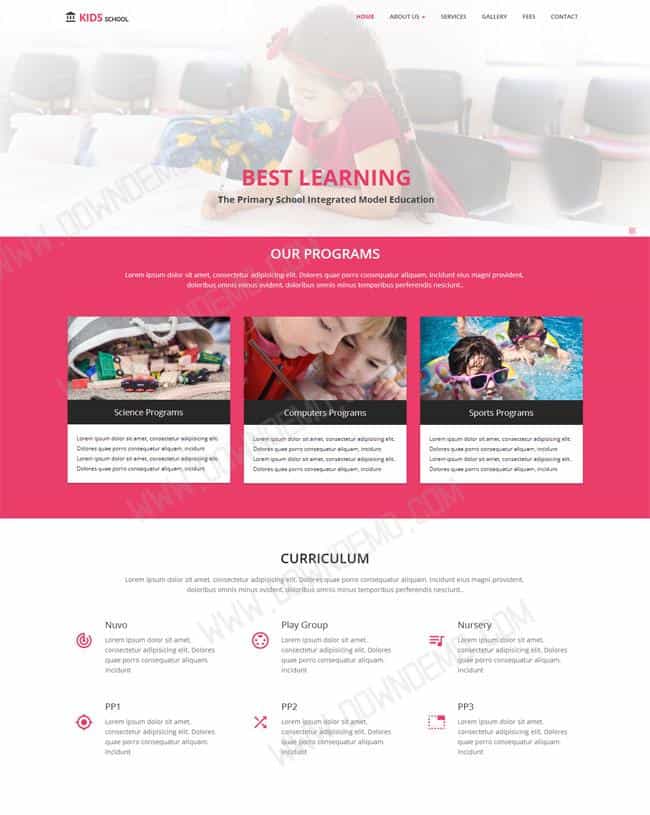 KIDS SCHOOL
HOME ABOUT US SERVICES GALLERY FEES CONTACT
BEST LEARNING
The Primary School Integrated Model Education
OUR PROGRAMS
Lorem ipsum dolor sit amet, consectetur adipisicing elit. Dolores quae porro consequatur aliquam, incidunt eius magni provident,
doloribus omnis minus ovident, doloribus omnis minus temporibus perferendis incidunt..
Science Programs
Lorem ipsum dolor sit amet, consectetur adipisicing elit.
Dolores quae porro consequatur aliquam, incidunt
Lorem ipsum dolor sit amet, consectetur adipisicing elit.
Dolores quae porro consequatur aliquam, incidunt
Computers Programs
Lorem ipsum dolor sit amet, consectetur adipisicing elit.
Dolores quae porro consequatur aliquam, incidunt
Lorem ipsum dolor sit amet, consectetur adipisicing elit.
Dolores quae porro consequatur aliquam, incidunt
Sports Programs
Lorem ipsum dolor sit amet, consectetur adipisicing elit.
Dolores quae porro consequatur aliquam, incidunt
Lorem ipsum dolor sit amet, consectetur adipisicing elit.
Dolores quae porro consequatur aliquam, incidunt
CURRICULUM
Lorem ipsum dolor sit amet, consectetur adipisicing elit. Dolores quae porro consequatur aliquam, incidunt eius magni provident,
doloribus omnis minus ovident, doloribus omnis minus temporibus perferendis nesciunt..
Nuvo
Lorem ipsum dolor sit amet,
consectetur adipisicing elit. Dolores
quae porro consequatur aliquam,
incidunt
Play Group
Lorem ipsum dolor sit amet,
consectetur adipisicing elit. Dolores
quae porro consequatur aliquam,
incidunt
Nursery
Lorem ipsum dolor sit amet,
consectetur adipisicing elit. Dolores
quae porro consequatur aliquam,
incidunt
PP1
Lorem ipsum dolor sit amet,
consectetur adipisicing elit. Dolores
quae porro consequatur aliquam,
incidunt
PP2
Lorem ipsum dolor sit amet,
consectetur adipisicing elit. Dolores
quae porro consequatur aliquam,
incidunt
PP3
Lorem ipsum dolor sit amet,
consectetur adipisicing elit. Dolores
quae porro consequatur aliquam,
incidunt
WWW.DOWNDEMO.COM
WWW.DOWNDEMO.COM
WWW.DOWNDEMO.COM
WWW.DOWNDEMO.COM